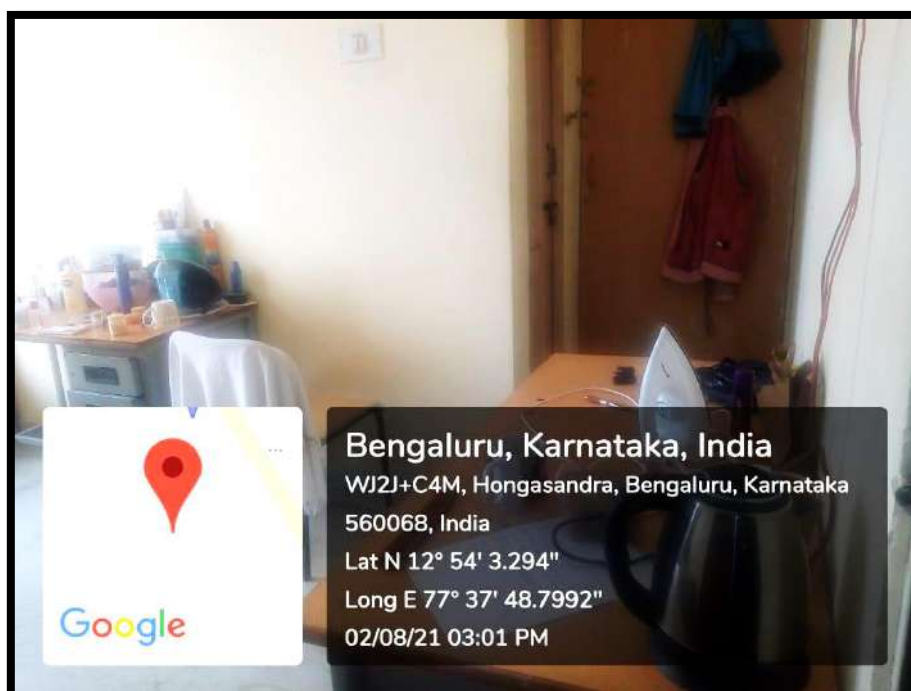 Bengaluru, Karnataka, India
WJ2J+C4M, Hongasandra, Bengaluru, Karnataka
560068, India
Lat N 12° 54' 3.294"
Long E 77° 37' 48.7992"
02/08/21 03:01 PM
Google